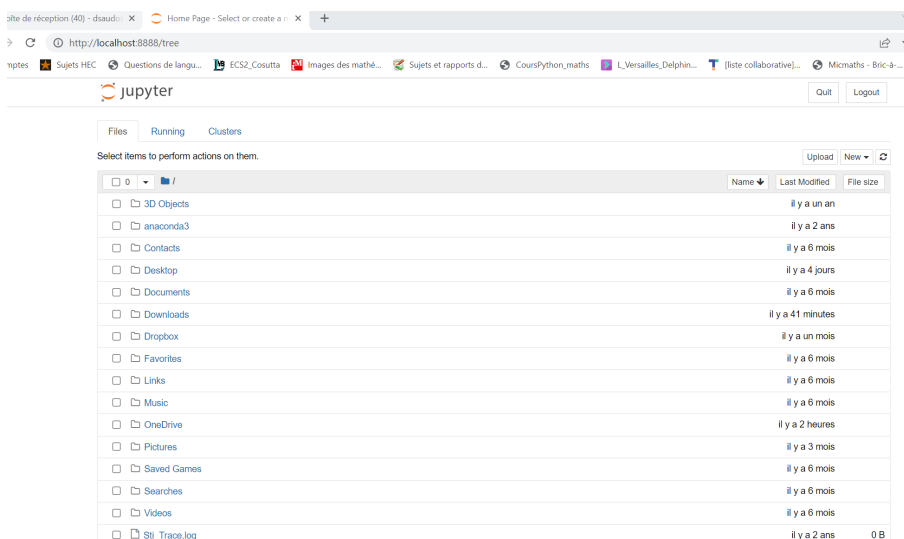 oîte de réception (40) - dsaudo X Home Page - Select or create a n X +
http://localhost:8888/tree
mptes Sujets HEC Questions de langu... ECS2_Cosutta Images des mathé... Sujets et rapports d... CoursPython_maths L_Versailles_Delphin... [liste collaborative]... Micmaths - Bric-à-...
jupyter Quit Logout
Files Running Clusters
Select items to perform actions on them. Upload New
0 / Name Last Modified File size
3D Objects il y a un an
anaconda3 il y a 2 ans
Contacts il y a 6 mois
Desktop il y a 4 jours
Documents il y a 6 mois
Downloads il y a 41 minutes
Dropbox il y a un mois
Favorites il y a 6 mois
Links il y a 6 mois
Music il y a 6 mois
OneDrive il y a 2 heures
Pictures il y a 3 mois
Saved Games il y a 6 mois
Searches il y a 6 mois
Videos il y a 6 mois
Sti_Trace.log il y a 2 ans 0 B